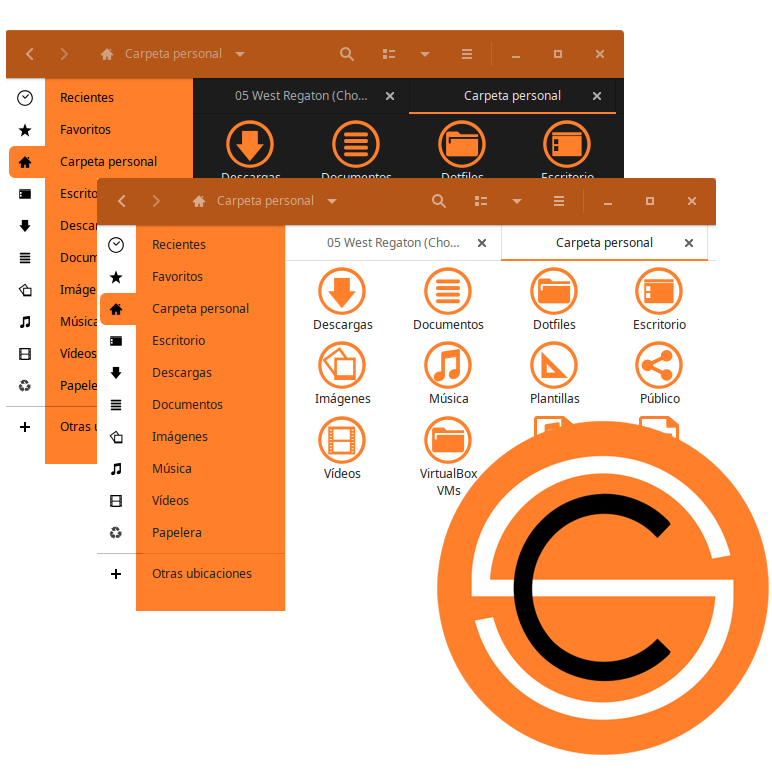 Carpeta personal
Recientes
05 West Regaton (Cho...
Carpeta personal
Favoritos
Carpeta personal
Descargas
Documentos
Dotfiles
Escritorio
Escrito
Desca
Docum
Imáge
Música
Vídeos
Papele
Otras u
Carpeta personal
Recientes
05 West Regaton (Cho...
Carpeta personal
Favoritos
Carpeta personal
Escritorio
Descargas
Documentos
Imágenes
Música
Vídeos
Papelera
Otras ubicaciones
Descargas
Documentos
Dotfiles
Escritorio
Imágenes
Música
Plantillas
Público
Vídeos
VirtualBox
VMs